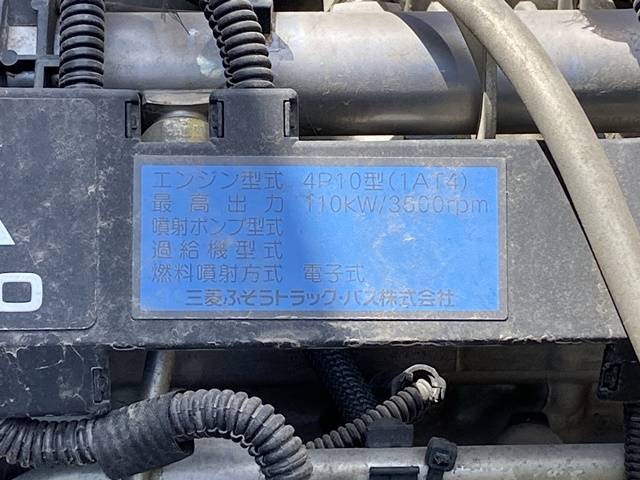 エンジン型式 4P10型(1AT4)
最高出力 110kW/3500rpm
噴射ポンプ型式
過給機型式
燃料噴射方式 電子式
三菱ふそうトラック・バス株式会社